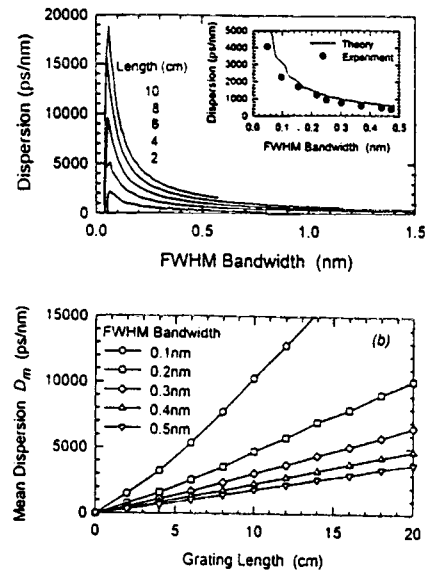 20000
15000
10000
5000
0
Dispersion (ps/nm)
Length (cm)
10
8
6
4
2
5000
4000
3000
2000
1000
0
Dispersion (ps/nm)
Theory
Experiment
0.0 0.1 0.2 0.3 0.4 0.5
FWHM Bandwidth (nm)
0.0 0.5 1.0 1.5
FWHM Bandwidth (nm)
15000
10000
5000
0
Mean Dispersion Dm (ps/nm)
FWHM Bandwidth
0.1nm
0.2nm
0.3nm
0.4nm
0.5nm
(b)
0 5 10 15 20
Grating Length (cm)